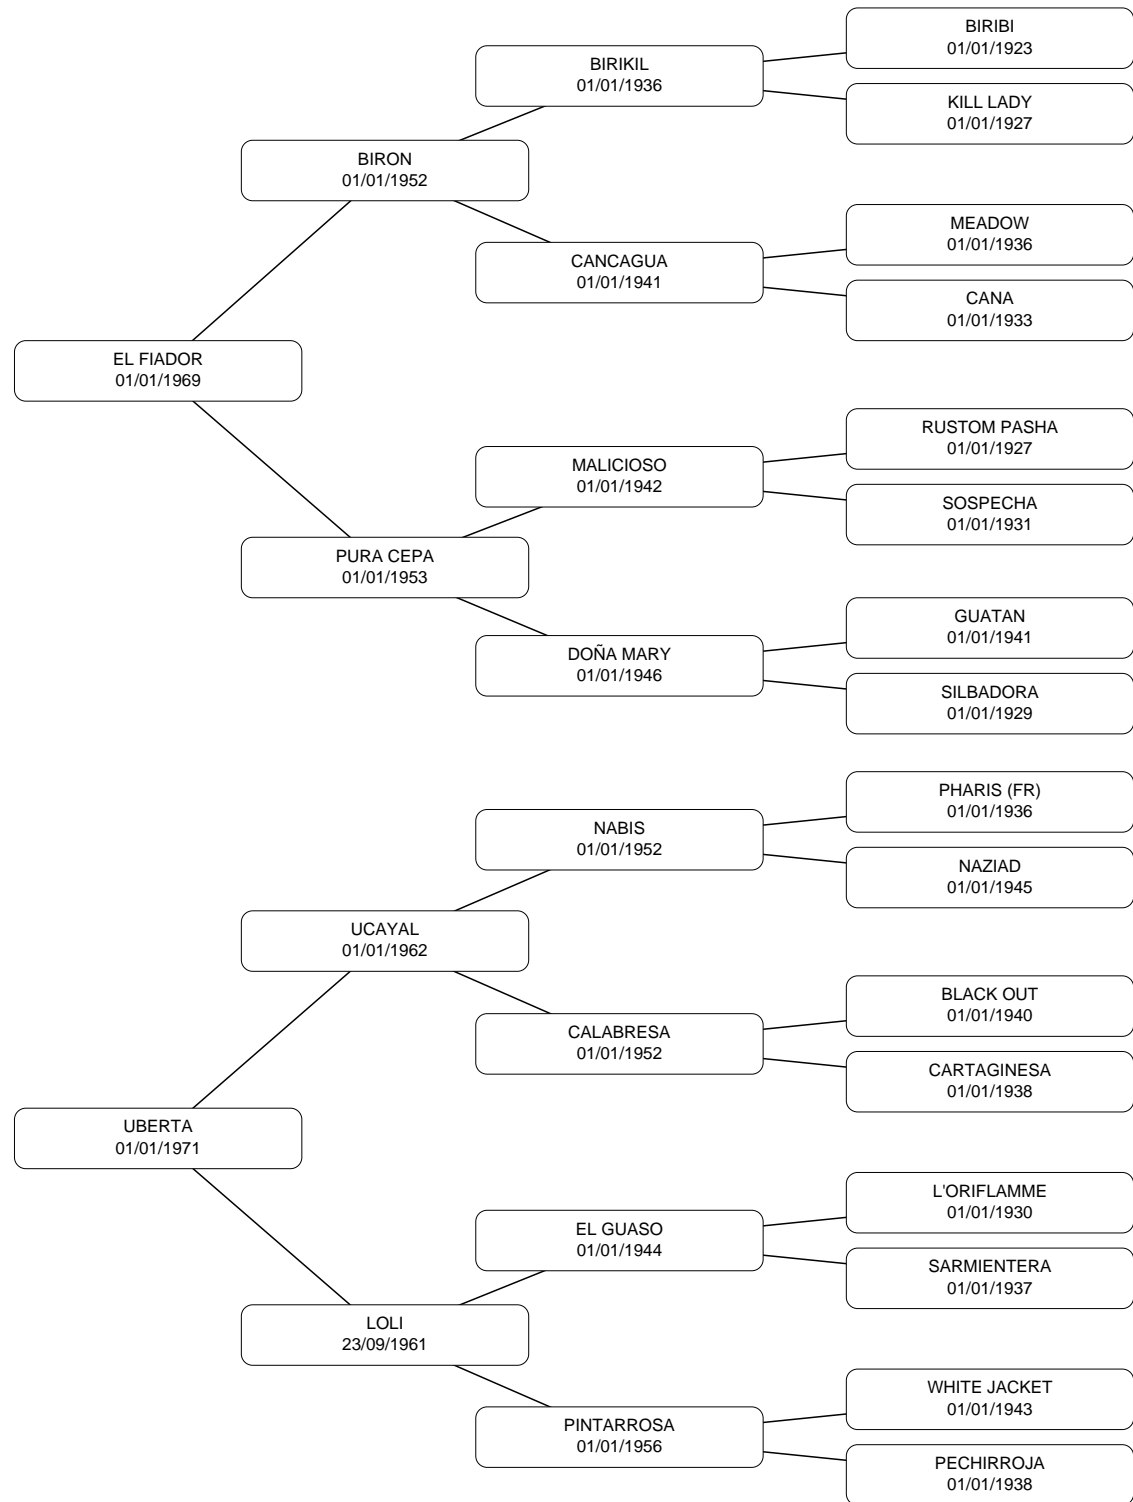 BIRIBI
01/01/1923
BIRIKIL
01/01/1936
KILL LADY
01/01/1927
BIRON
01/01/1952
MEADOW
01/01/1936
CANCAGUA
01/01/1941
CANA
01/01/1933
EL FIADOR
01/01/1969
RUSTOM PASHA
01/01/1927
MALICIOSO
01/01/1942
SOSPECHA
01/01/1931
PURA CEPA
01/01/1953
GUATAN
01/01/1941
DOÑA MARY
01/01/1946
SILBADORA
01/01/1929
PHARIS (FR)
01/01/1936
NABIS
01/01/1952
NAZIAD
01/01/1945
UCAYAL
01/01/1962
BLACK OUT
01/01/1940
CALABRESA
01/01/1952
CARTAGINESA
01/01/1938
UBERTA
01/01/1971
L'ORIFLAMME
01/01/1930
EL GUASO
01/01/1944
SARMIENTERA
01/01/1937
LOLI
23/09/1961
WHITE JACKET
01/01/1943
PINTARROSA
01/01/1956
PECHIRROJA
01/01/1938